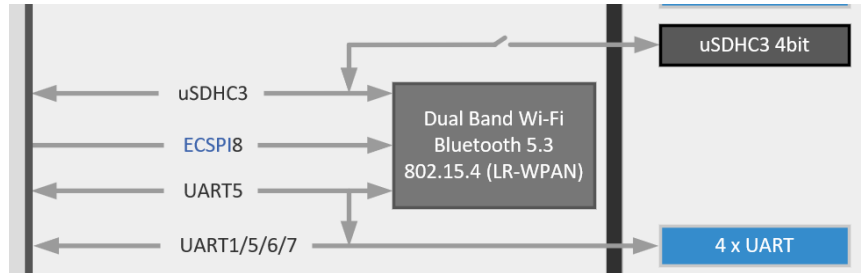 uSDHC3 4bit
uSDHC3
Dual Band Wi-Fi
Bluetooth 5.3
802.15.4 (LR-WPAN)
ECSPI8
UART5
UART1/5/6/7
4 x UART